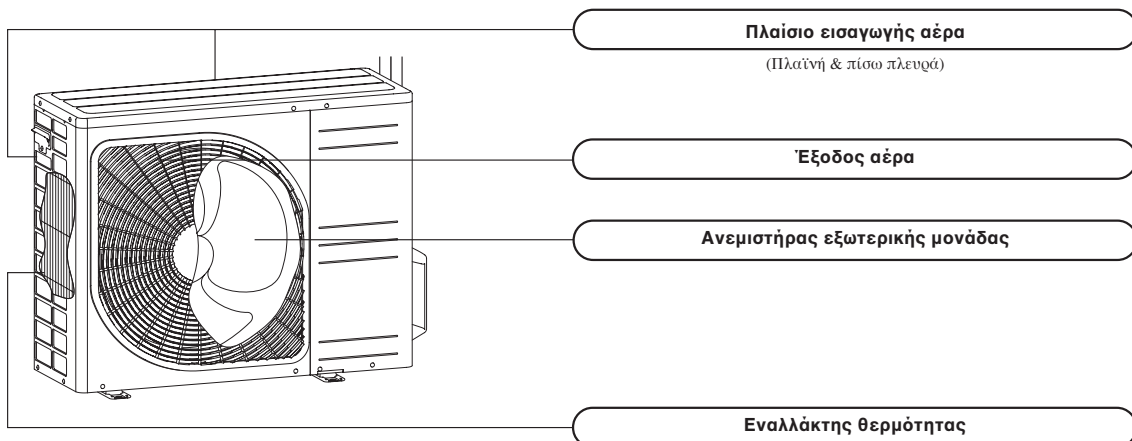 Πλαίσιο εισαγωγής αέρα
(Πλαϊνή & πίσω πλευρά)
Έξοδος αέρα
Ανεμιστήρας εξωτερικής μονάδας
Εναλλάκτης θερμότητας